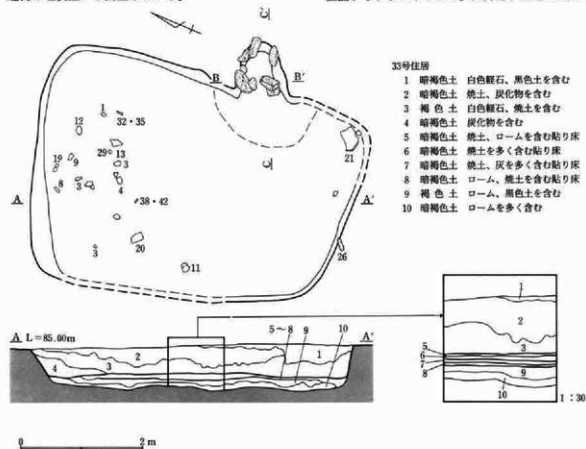 33号住居
1 暗褐色土 白色軽石、黒色土を含む
2 暗褐色土 焼土、炭化物を含む
3 褐色土 白色軽石、焼土を含む
4 暗褐色土 炭化物を含む
5 暗褐色土 焼土、ロームを含む貼り床
6 暗褐色土 焼土を多く含む貼り床
7 暗褐色土 焼土、灰を多く含む貼り床
8 暗褐色土 ローム、焼土を含む貼り床
9 褐色土 ローム、黒色土を含む
10 暗褐色土 ロームを多く含む
C'
B B'
C
1
32・35
12
29 13
19 9
3
8 3 4
21
A A'
38・42
20
3
11
26
A L=85.00m 5～8 9 10 A'
2 1
3
4
1
2
3
5
6
7
8
9
10
1:30
0 2m